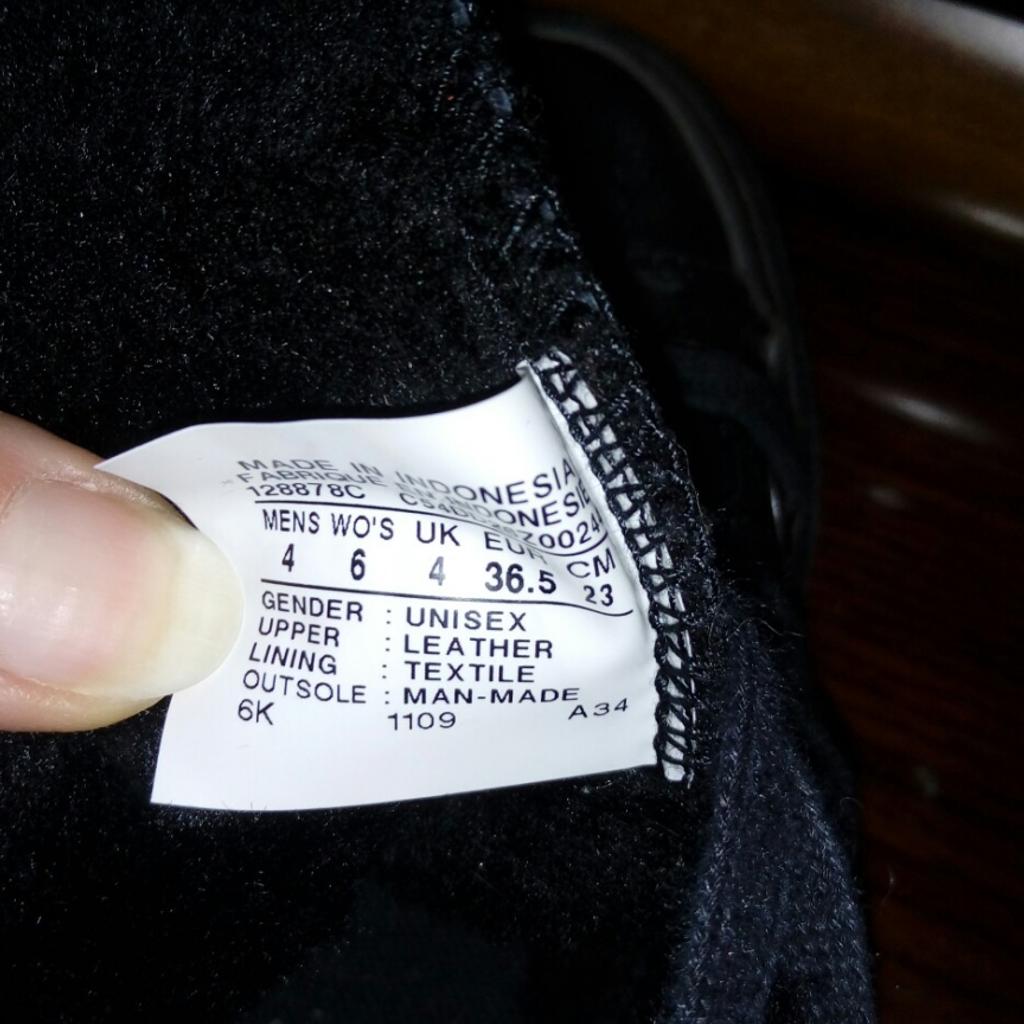 MADE IN INDONESIA
FABRIQUE EN INDONESIE
128878C
MENS WO'S UK EUR CM
4 6 4 36.5 23
GENDER : UNISEX
UPPER : LEATHER
LINING : TEXTILE
OUTSOLE : MAN-MADE
6K 1109 A34